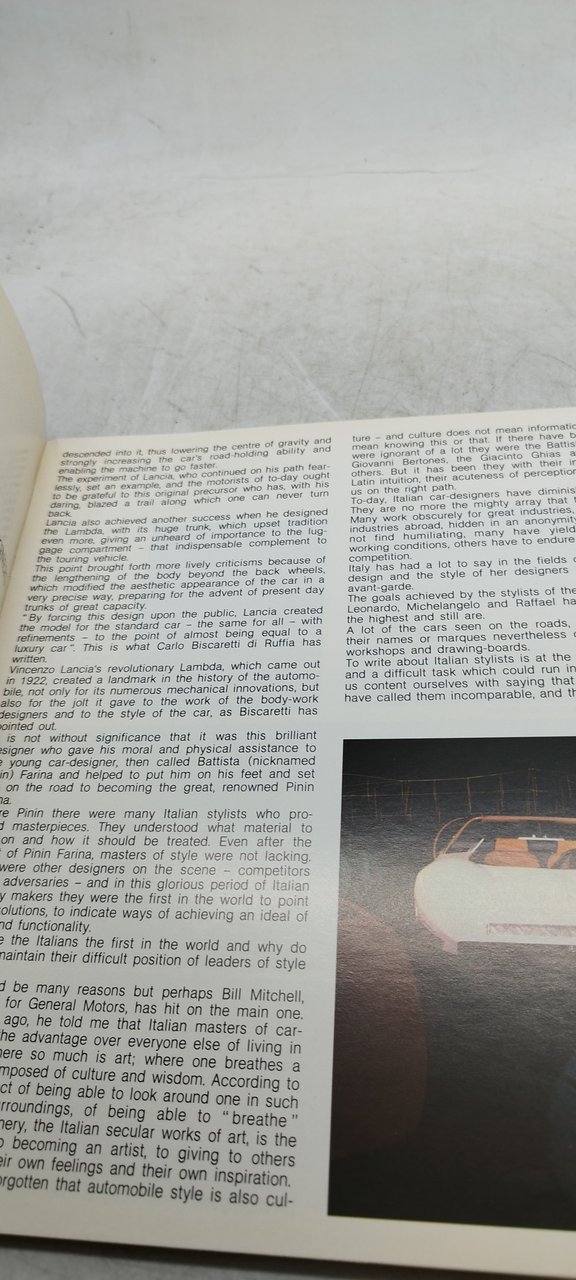 descended into it, thus lowering the centre of gravity and
strongly increasing the car's road-holding ability and
enabling the machine to go faster.
The experiment of Lancia, who continued on his path fear-
lessly, set an example, and the motorists of to-day ought
to be grateful to this original precursor who has, with his
daring, blazed a trail along which one can never turn
back.
Lancia also achieved another success when he designed
the Lambda, with its huge trunk, which upset tradition
even more, giving an unheard of importance to the lug-
gage compartment – that indispensable complement to
the touring vehicle.
This point brought forth more lively criticisms because of
the lengthening of the body beyond the back wheels,
which modified the aesthetic appearance of the car in a
very precise way, preparing for the advent of present day
trunks of great capacity.
"By forcing this design upon the public, Lancia created
the model for the standard car – the same for all – with
refinements – to the point of almost being equal to a
luxury car". This is what Carlo Biscaretti di Ruffia has
written.
Vincenzo Lancia's revolutionary Lambda, which came out
in 1922, created a landmark in the history of the automo-
bile, not only for its numerous mechanical innovations, but
also for the jolt it gave to the work of the body-work
designers and to the style of the car, as Biscaretti has
pointed out.
is not without significance that it was this brilliant
designer who gave his moral and physical assistance to
young car-designer, then called Battista (nicknamed
in) Farina and helped to put him on his feet and set
on the road to becoming the great, renowned Pinin
na.
re Pinin there were many Italian stylists who pro-
d masterpieces. They understood what material to
on and how it should be treated. Even after the
of Pinin Farina, masters of style were not lacking.
were other designers on the scene – competitors
adversaries – and in this glorious period of Italian
y makers they were the first in the world to point
solutions, to indicate ways of achieving an ideal of
nd functionality.
e the Italians the first in the world and why do
maintain their difficult position of leaders of style
d be many reasons but perhaps Bill Mitchell,
for General Motors, has hit on the main one.
ago, he told me that Italian masters of car-
he advantage over everyone else of living in
here so much is art; where one breathes a
mposed of culture and wisdom. According to
ct of being able to look around one in such
rroundings, of being able to "breathe"
nery, the Italian secular works of art, is the
o becoming an artist, to giving to others
eir own feelings and their own inspiration.
orgotten that automobile style is also cul-
ture – and culture does not mean informatio
mean knowing this or that. If there have b
were ignorant of a lot they were the Battis
Giovanni Bertones, the Giacinto Ghias a
others. But it has been they with their in
Latin intuition, their acuteness of perception
us on the right path.
To-day, Italian car-designers have diminis
They are no more the mighty array that t
Many work obscurely for great industries,
industries abroad, hidden in an anonymit
not find humiliating, many have yield
working conditions, others have to endure
competition.
Italy has had a lot to say in the fields o
design and the style of her designers
avant-garde.
The goals achieved by the stylists of the
Leonardo, Michelangelo and Raffael ha
the highest and still are.
A lot of the cars seen on the roads,
their names or marques nevertheless c
workshops and drawing-boards.
To write about Italian stylists is at the
and a difficult task which could run in
us content ourselves with saying that
have called them incomparable, and th